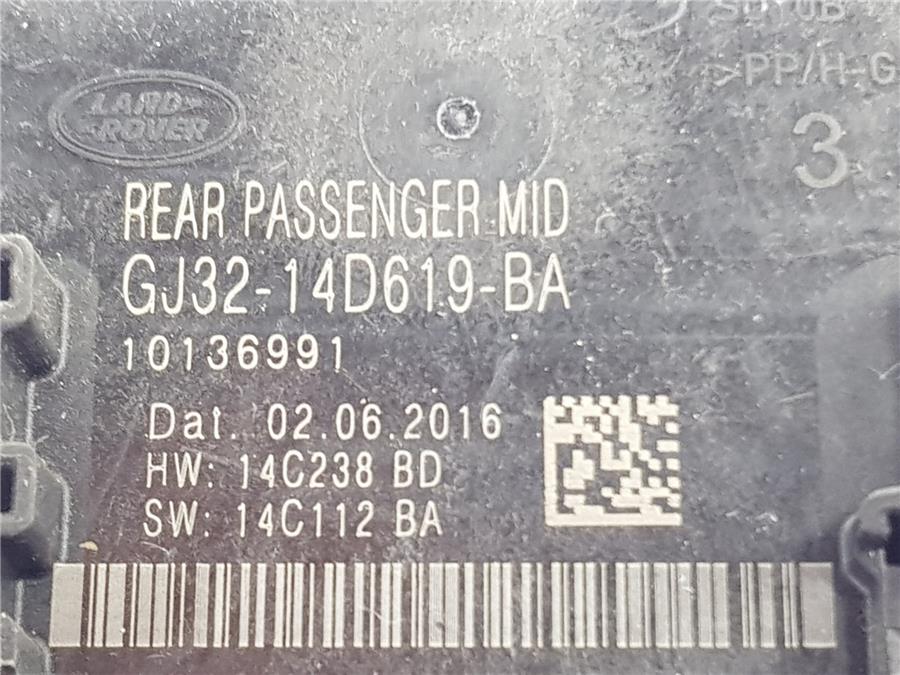 >PP/H-G
LAND-
-ROVER
3
REAR PASSENGER MID
GJ32-14D619-BA
10136991
Dat. 02.06.2016
HW: 14C238 BD
SW: 14C112 BA